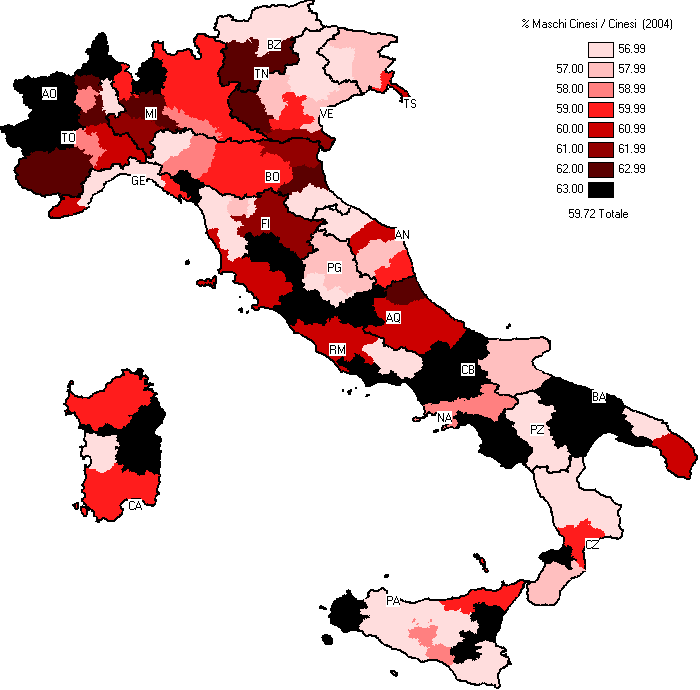 % Maschi Cinesi / Cinesi (2004)
56.99
57.00 57.99
58.00 58.99
59.00 59.99
60.00 60.99
61.00 61.99
62.00 62.99
63.00
59.72 Totale
BZ
TN
AO
MI
TS
VE
TO
BO
GE
FI
AN
PG
AQ
RM
CB
BA
NA
PZ
CA
CZ
PA